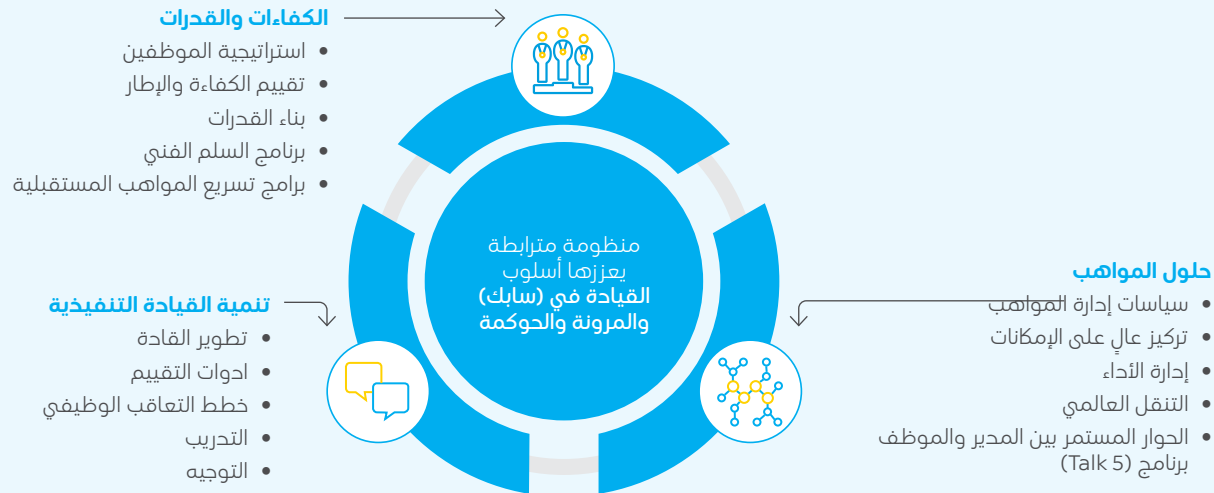 الكفاءات والقدرات
• استراتيجية الموظفين
• تقييم الكفاءة والإطار
• بناء القدرات
• برنامج السلم الفني
• برامج تسريع المواهب المستقبلية
منظومة مترابطة
يعززها أسلوب
القيادة في (سابك)
والمرونة والحوكمة
حلول المواهب
• سياسات إدارة المواهب
• تركيز عالٍ على الإمكانات
• إدارة الأداء
• التنقل العالمي
• الحوار المستمر بين المدير والموظف
برنامج (Talk 5)
تنمية القيادة التنفيذية
• تطوير القادة
• ادوات التقييم
• خطط التعاقب الوظيفي
• التدريب
• التوجيه